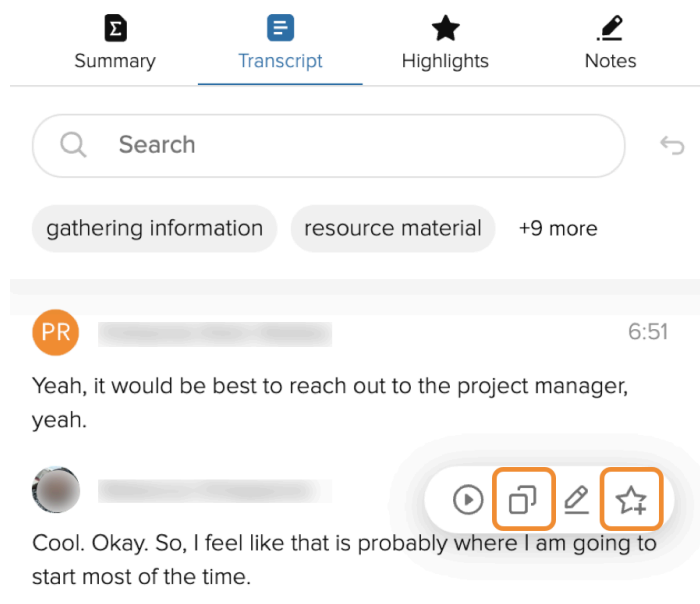 Summary Transcript Highlights Notes
Search
gathering information resource material +9 more
PR 6:51
Yeah, it would be best to reach out to the project manager,
yeah.
Cool. Okay. So, I feel like that is probably where I am going to
start most of the time.